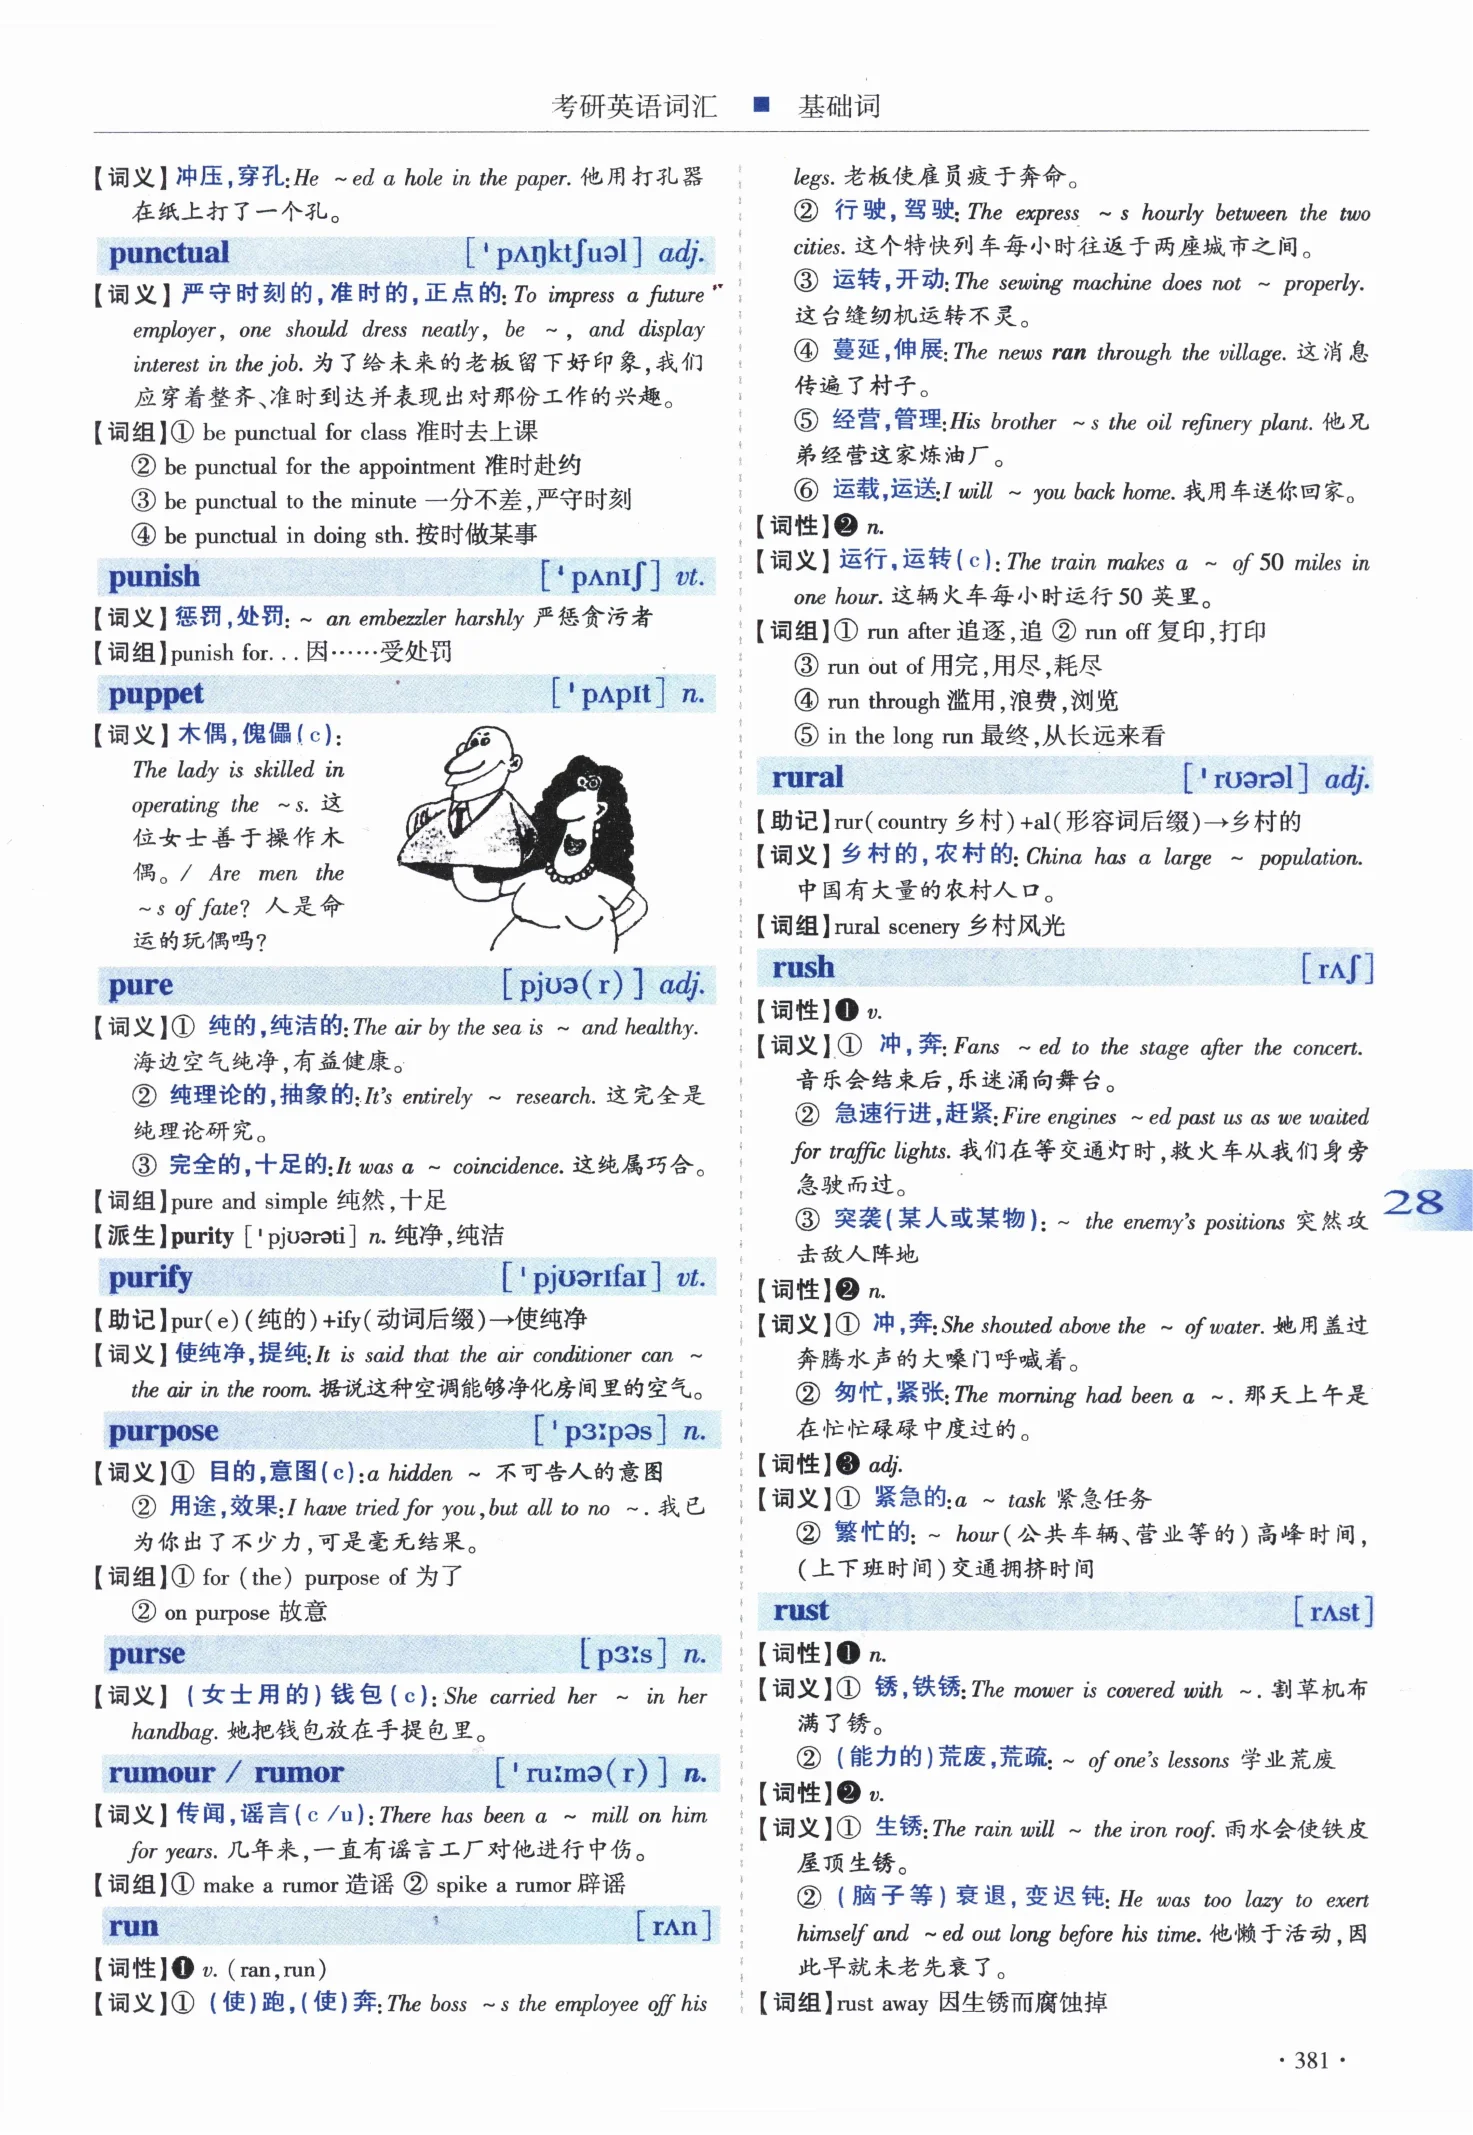 考研英语词汇 ■ 基础词
【词义】冲压,穿孔:He ~ed a hole in the paper. 他用打孔器
在纸上打了一个孔。
punctual [ˈpʌŋktʃuəl] adj.
【词义】严守时刻的,准时的,正点的: To impress a future
employer, one should dress neatly, be ~, and display
interest in the job. 为了给未来的老板留下好印象,我们
应穿着整齐、准时到达并表现出对那份工作的兴趣。
【词组】① be punctual for class 准时去上课
② be punctual for the appointment 准时赴约
③ be punctual to the minute 一分不差,严守时刻
④ be punctual in doing sth. 按时做某事
punish [ˈpʌnɪʃ] vt.
【词义】惩罚,处罚: ~ an embezzler harshly 严惩贪污者
【词组】punish for... 因……受处罚
puppet [ˈpʌpɪt] n.
【词义】木偶,傀儡(c):
The lady is skilled in
operating the ~s. 这
位女士善于操作木
偶。/ Are men the
~s of fate? 人是命
运的玩偶吗?
pure [pjʊə(r)] adj.
【词义】① 纯的,纯洁的: The air by the sea is ~ and healthy.
海边空气纯净,有益健康。
② 纯理论的,抽象的: It's entirely ~ research. 这完全是
纯理论研究。
③ 完全的,十足的: It was a ~ coincidence. 这纯属巧合。
【词组】pure and simple 纯然,十足
【派生】purity [ˈpjʊərəti] n. 纯净,纯洁
purify [ˈpjʊərɪfaɪ] vt.
【助记】pur(e)(纯的)+ify(动词后缀)→使纯净
【词义】使纯净,提纯: It is said that the air conditioner can ~
the air in the room. 据说这种空调能够净化房间里的空气。
purpose [ˈpɜːpəs] n.
【词义】① 目的,意图(c): a hidden ~ 不可告人的意图
② 用途,效果: I have tried for you, but all to no ~. 我已
为你出了不少力,可是毫无结果。
【词组】① for (the) purpose of 为了
② on purpose 故意
purse [pɜːs] n.
【词义】(女士用的)钱包(c): She carried her ~ in her
handbag. 她把钱包放在手提包里。
rumour / rumor [ˈruːmə(r)] n.
【词义】传闻,谣言(c/u): There has been a ~ mill on him
for years. 几年来,一直有谣言工厂对他进行中伤。
【词组】① make a rumor 造谣 ② spike a rumor 辟谣
run [rʌn]
【词性】❶ v. (ran,run)
【词义】① (使)跑,(使)奔: The boss ~s the employee off his
legs. 老板使雇员疲于奔命。
② 行驶,驾驶: The express ~s hourly between the two
cities. 这个特快列车每小时往返于两座城市之间。
③ 运转,开动: The sewing machine does not ~ properly.
这台缝纫机运转不灵。
④ 蔓延,伸展: The news ran through the village. 这消息
传遍了村子。
⑤ 经营,管理: His brother ~s the oil refinery plant. 他兄
弟经营这家炼油厂。
⑥ 运载,运送: I will ~ you back home. 我用车送你回家。
【词性】❷ n.
【词义】运行,运转(c): The train makes a ~ of 50 miles in
one hour. 这辆火车每小时运行50 英里。
【词组】① run after 追逐,追 ② run off 复印,打印
③ run out of 用完,用尽,耗尽
④ run through 滥用,浪费,浏览
⑤ in the long run 最终,从长远来看
rural [ˈrʊərəl] adj.
【助记】rur(country 乡村)+al(形容词后缀)→乡村的
【词义】乡村的,农村的: China has a large ~ population.
中国有大量的农村人口。
【词组】rural scenery 乡村风光
rush [rʌʃ]
【词性】❶ v.
【词义】① 冲,奔: Fans ~ed to the stage after the concert.
音乐会结束后,乐迷涌向舞台。
② 急速行进,赶紧: Fire engines ~ed past us as we waited
for traffic lights. 我们在等交通灯时,救火车从我们身旁
急驶而过。
③ 突袭(某人或某物): ~ the enemy's positions 突然攻
击敌人阵地
【词性】❷ n.
【词义】① 冲,奔: She shouted above the ~ of water. 她用盖过
奔腾水声的大嗓门呼喊着。
② 匆忙,紧张: The morning had been a ~. 那天上午是
在忙忙碌碌中度过的。
【词性】❸ adj.
【词义】① 紧急的: a ~ task 紧急任务
② 繁忙的: ~ hour(公共车辆、营业等的)高峰时间,
(上下班时间)交通拥挤时间
rust [rʌst]
【词性】❶ n.
【词义】① 锈,铁锈: The mower is covered with ~. 割草机布
满了锈。
② (能力的)荒废,荒疏: ~ of one's lessons 学业荒废
【词性】❷ v.
【词义】① 生锈: The rain will ~ the iron roof. 雨水会使铁皮
屋顶生锈。
② (脑子等)衰退,变迟钝: He was too lazy to exert
himself and ~ed out long before his time. 他懒于活动,因
此早就未老先衰了。
【词组】rust away 因生锈而腐蚀掉
28
· 381 ·